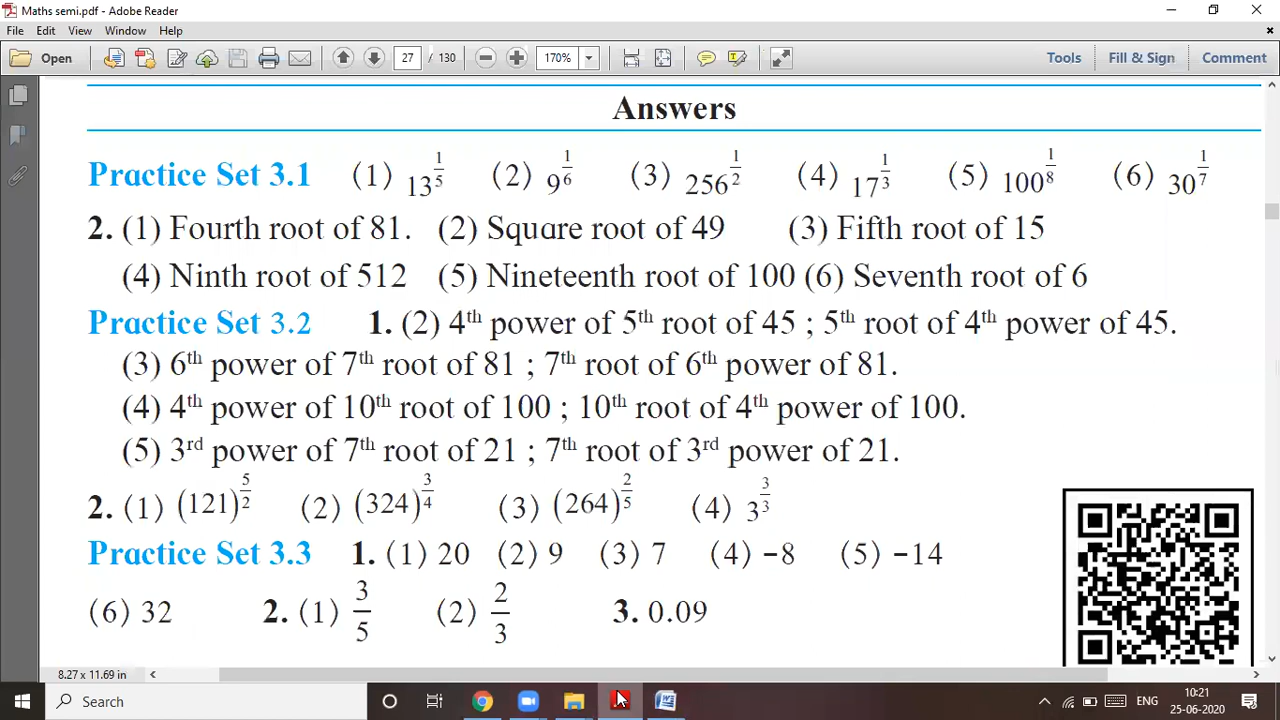 Maths semi.pdf - Adobe Reader
File Edit View Window Help
Open 27 / 130 170% Tools Fill & Sign Comment
Answers
Practice Set 3.1 (1) 13^(1/5) (2) 9^(1/6) (3) 256^(1/2) (4) 17^(1/3) (5) 100^(1/8) (6) 30^(1/7)
2. (1) Fourth root of 81. (2) Square root of 49 (3) Fifth root of 15
(4) Ninth root of 512 (5) Nineteenth root of 100 (6) Seventh root of 6
Practice Set 3.2 1. (2) 4th power of 5th root of 45 ; 5th root of 4th power of 45.
(3) 6th power of 7th root of 81 ; 7th root of 6th power of 81.
(4) 4th power of 10th root of 100 ; 10th root of 4th power of 100.
(5) 3rd power of 7th root of 21 ; 7th root of 3rd power of 21.
2. (1) (121)^(5/2) (2) (324)^(3/4) (3) (264)^(2/5) (4) 3^(3/3)
Practice Set 3.3 1. (1) 20 (2) 9 (3) 7 (4) -8 (5) -14
(6) 32 2. (1) 3/5 (2) 2/3 3. 0.09
8.27 x 11.69 in
Search ENG 10:21
25-06-2020